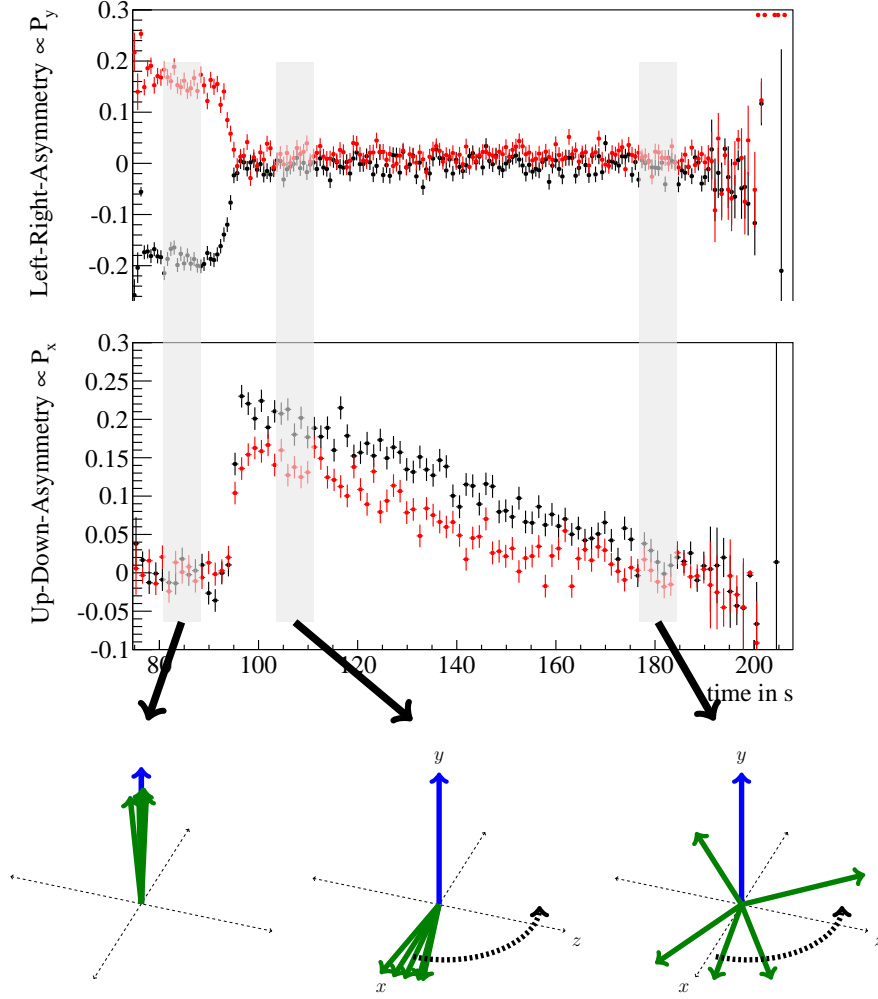 Left-Right-Asymmetry ∝ P_y
0.3
0.2
0.1
0
-0.1
-0.2
Up-Down-Asymmetry ∝ P_x
0.3
0.25
0.2
0.15
0.1
0.05
0
-0.05
-0.1
80 100 120 140 160 180 200
time in s
y y
z z
x x